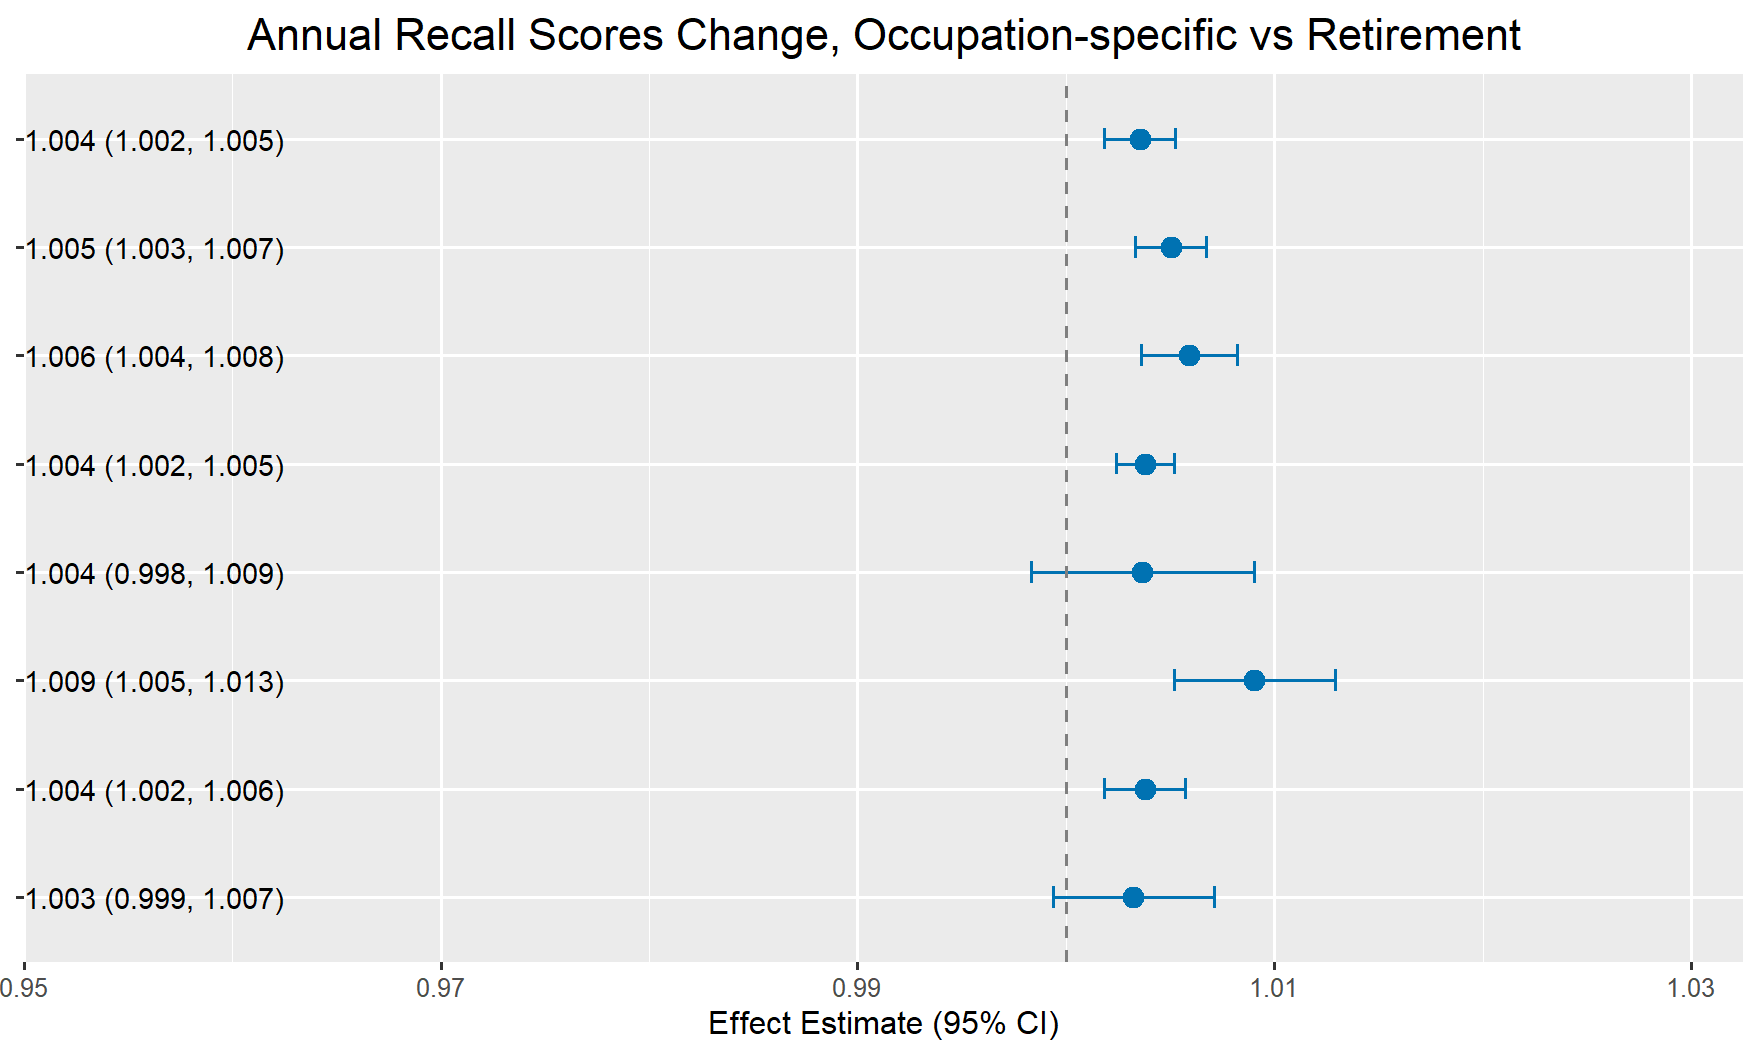 Annual Recall Scores Change, Occupation-specific vs Retirement
1.004 (1.002, 1.005)
1.005 (1.003, 1.007)
1.006 (1.004, 1.008)
1.004 (1.002, 1.005)
1.004 (0.998, 1.009)
1.009 (1.005, 1.013)
1.004 (1.002, 1.006)
1.003 (0.999, 1.007)
0.95 0.97 0.99 1.01 1.03
Effect Estimate (95% CI)